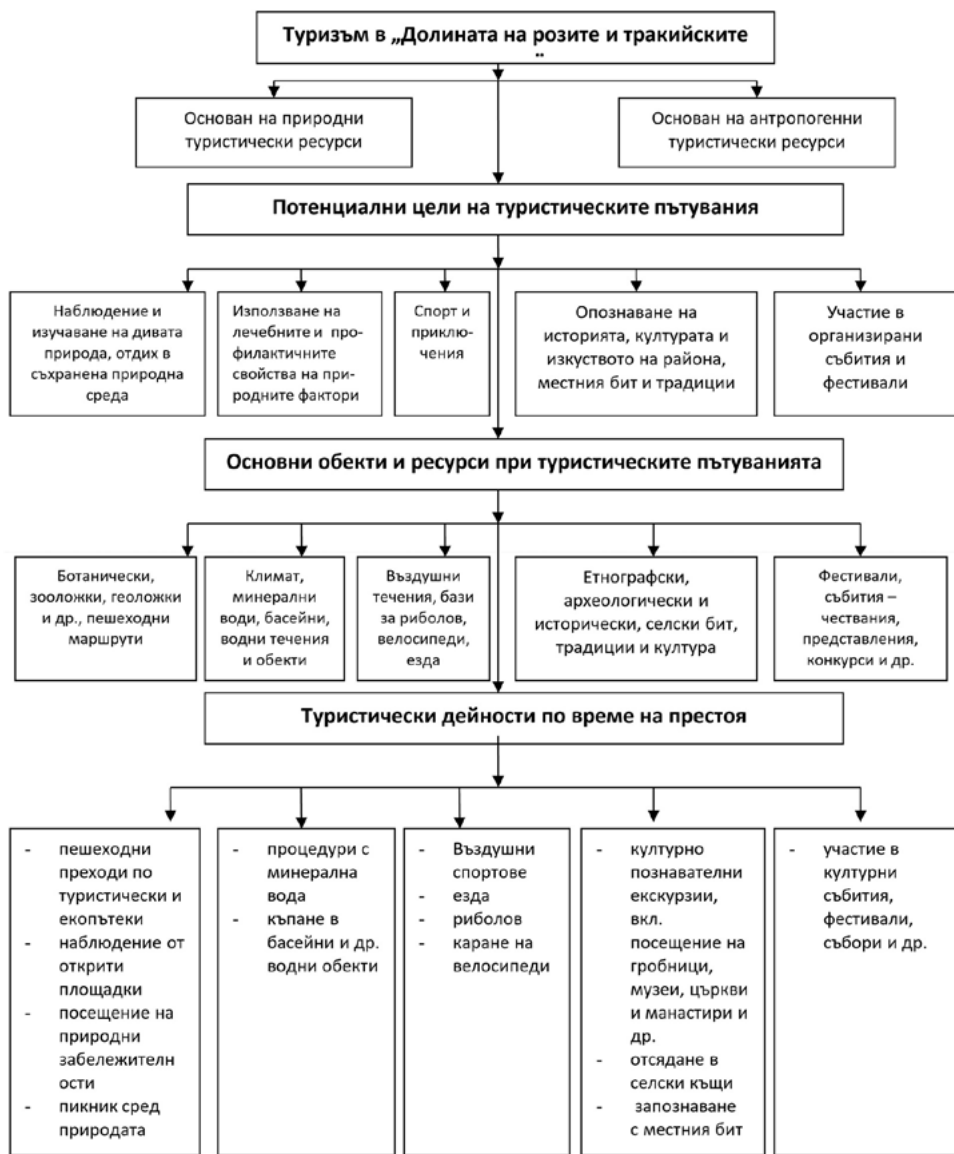 Туризъм в „Долината на розите и тракийските
“
Основан на природни
туристически ресурси
Основан на антропогенни
туристически ресурси
Потенциални цели на туристическите пътувания
Наблюдение и
изучаване на дивата
природа, отдих в
съхранена природна
среда
Използване на
лечебните и про-
филактичните
свойства на при-
родните фактори
Спорт и
приклю-
чения
Опознаване на
историята, културата и
изкуството на района,
местния бит и традиции
Участие в
организирани
събития и
фестивали
Основни обекти и ресурси при туристическите пътуванията
Ботанически,
зооложки, геоложки
и др., пешеходни
маршрути
Климат,
минерални
води, басейни,
водни течения
и обекти
Въздушни
течения, бази
за риболов,
велосипеди,
езда
Етнографски,
археологически и
исторически, селски бит,
традиции и култура
Фестивали,
събития –
чествания,
представления,
конкурси и др.
Туристически дейности по време на престоя
- пешеходни
преходи по
туристически и
екопътеки
- наблюдение от
открити
площадки
- посещение на
природни
забележителн
ости
- пикник сред
природата
- процедури с
минерална
вода
- къпане в
басейни и др.
водни обекти
- Въздушни
спортове
- езда
- риболов
- каране на
велосипеди
- културно
познавателни
екскурзии,
вкл.
посещение на
гробници,
музеи, църкви
и манастири и
др.
- отсядане в
селски къщи
- запознаване
с местния бит
- участие в
културни
събития,
фестивали,
събори и др.